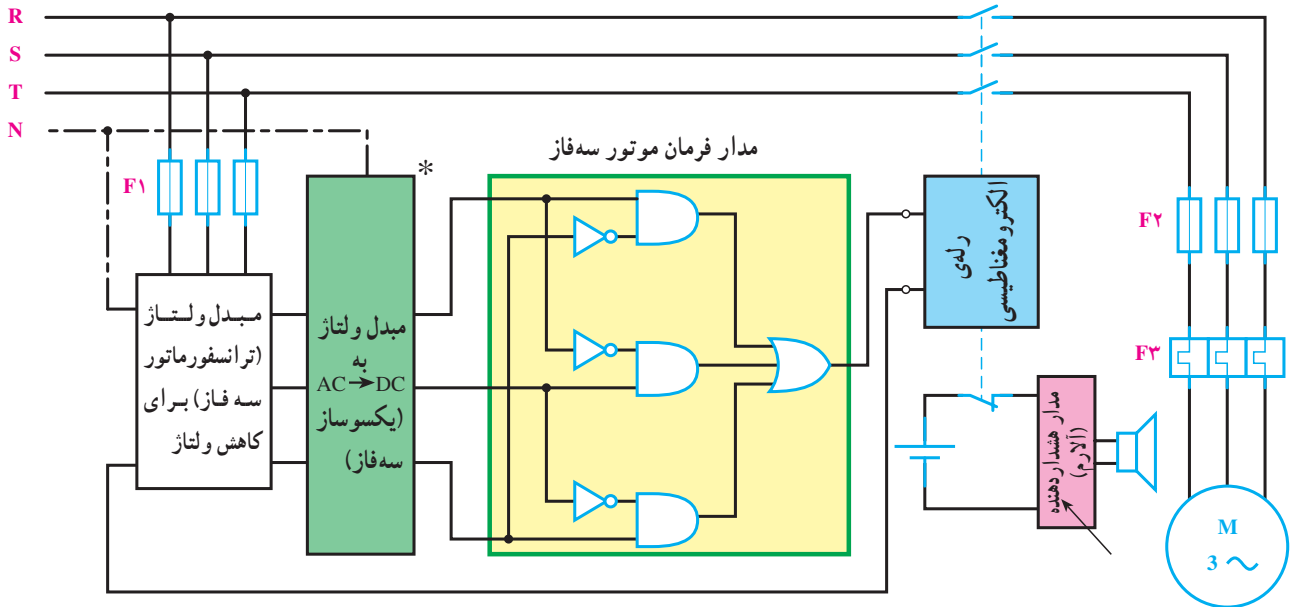 R
S
T
N
F۱
*
مدار فرمان موتور سه‌فاز
مبدل ولتاژ
(ترانسفورماتور
سه فاز) برای
کاهش ولتاژ
مبدل ولتاژ
به
AC→DC
(یکسوساز
سه‌فاز)
رله‌ی
الکترومغناطیسی
مدار هشداردهنده
(آلارم)
F۲
F۳
M
3 ~